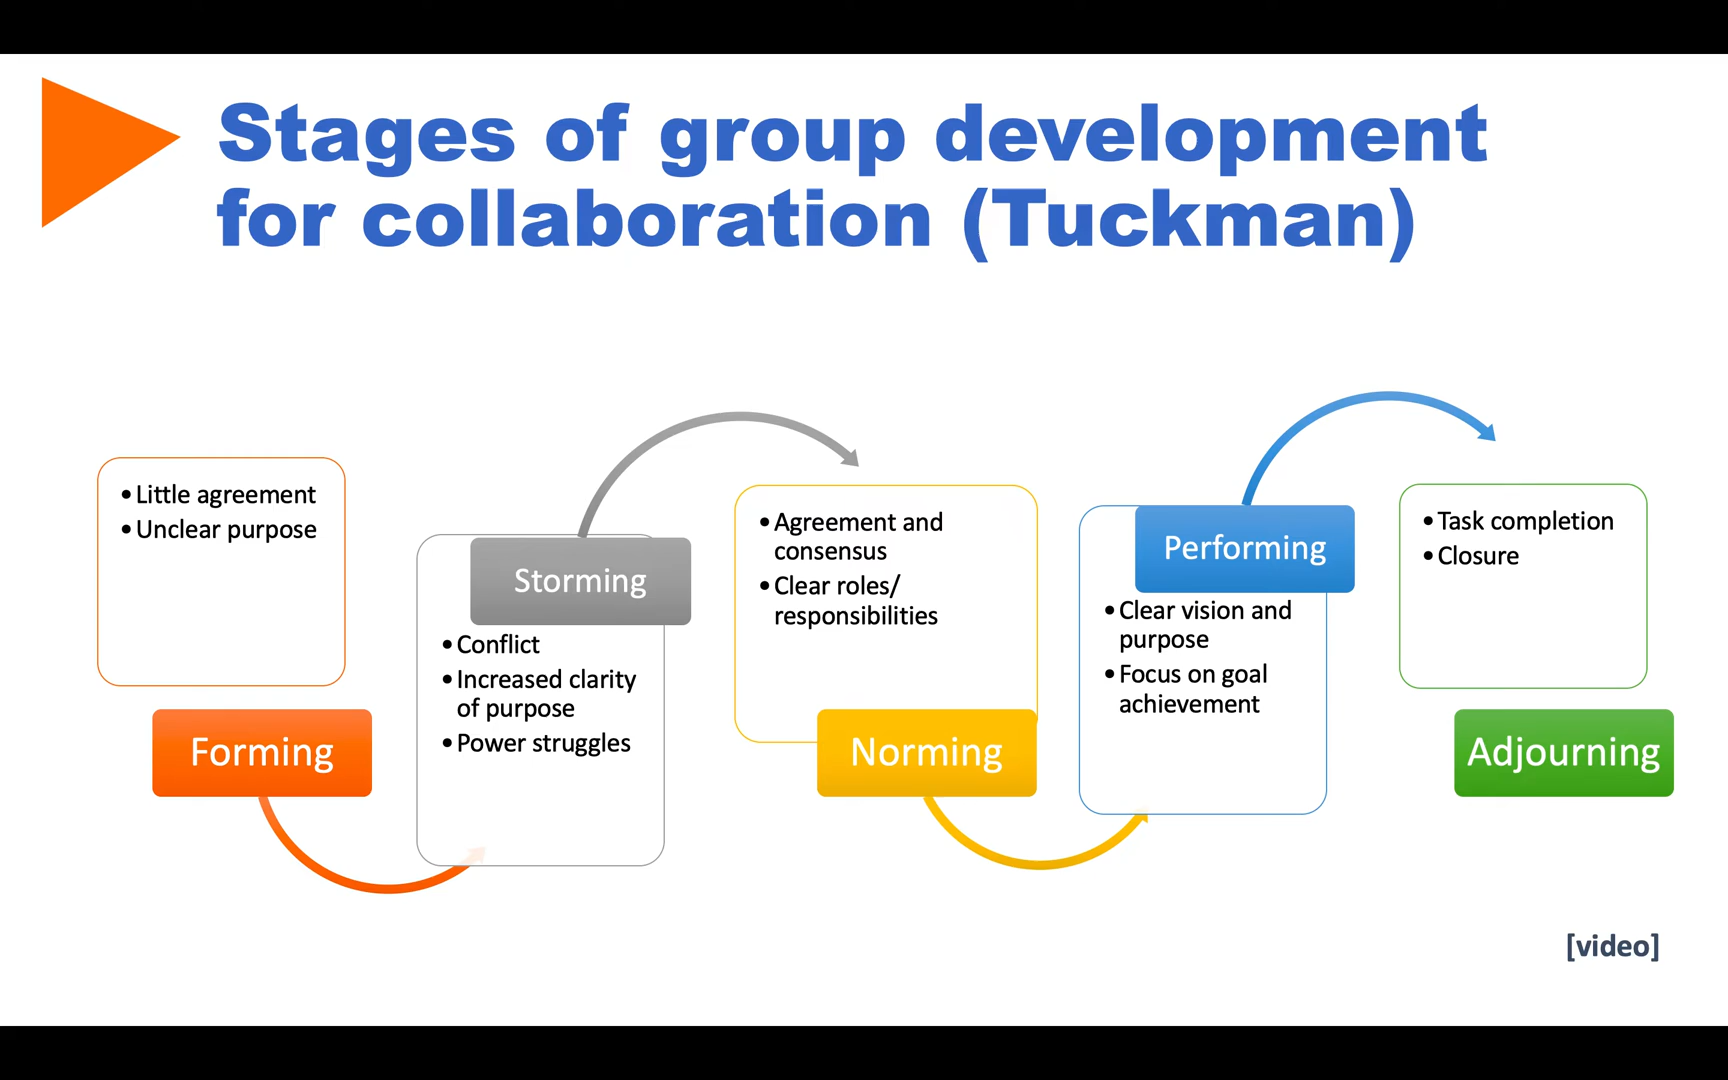 Stages of group development
for collaboration (Tuckman)
• Little agreement
• Unclear purpose
Forming
Storming
• Conflict
• Increased clarity
of purpose
• Power struggles
• Agreement and
consensus
• Clear roles/
responsibilities
Norming
Performing
• Clear vision and
purpose
• Focus on goal
achievement
• Task completion
• Closure
Adjourning
[video]